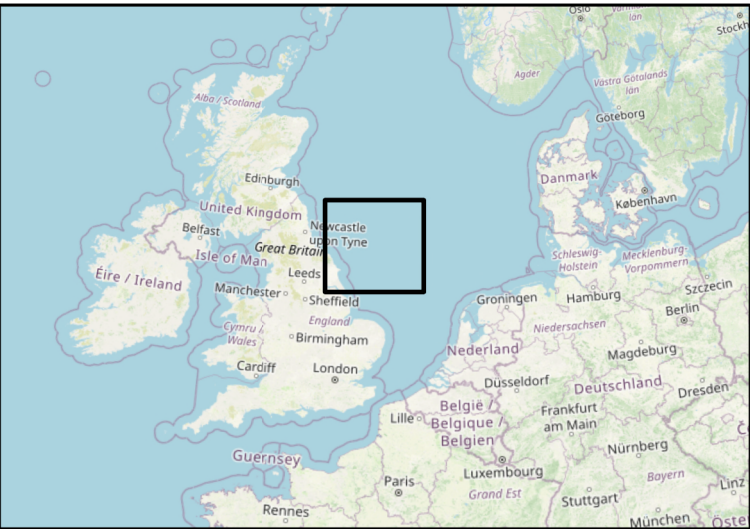 Oslo
Stockh
Agder
län
Västra Götalands
län
Alba / Scotland
Göteborg
Danmark
Edinburgh
København
United Kingdom
Newcastle
upon Tyne
Belfast
Great Britain
Isle of Man
Schleswig-
Holstein
Mecklenburg-
Vorpommern
Éire / Ireland
Leeds
Manchester
Sheffield
Groningen
Hamburg
Szczecin
Berlin
England
Cymru /
Wales
Niedersachsen
Birmingham
Nederland
Magdeburg
Cardiff
London
Düsseldorf
Deutschland
Dresden
België /
Belgique /
Belgien
Lille
Frankfurt
am Main
Guernsey
Nürnberg
Luxembourg
Paris
Grand Est
Bayern
Linz
Stuttgart
Rennes
München
Öste